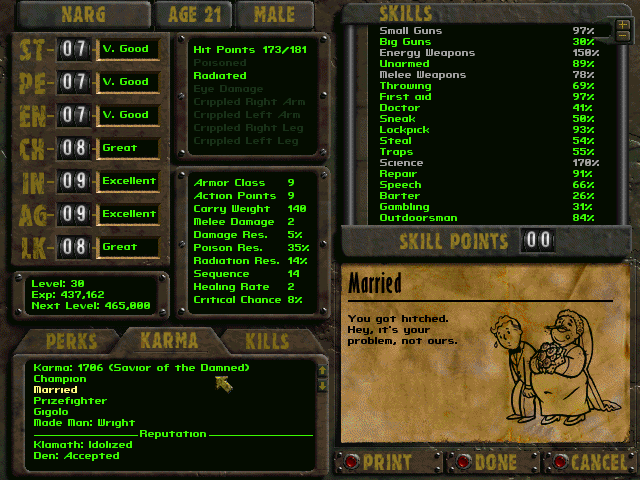 NARG AGE 21 MALE
ST- 07 V. Good
PE- 07 V. Good
EN- 07 V. Good
CH- 08 Great
IN- 09 Excellent
AG- 09 Excellent
LK- 08 Great
Hit Points 173/181
Poisoned
Radiated
Eye Damage
Crippled Right Arm
Crippled Left Arm
Crippled Right Leg
Crippled Left Leg
Armor Class 9
Action Points 9
Carry Weight 140
Melee Damage 2
Damage Res. 5%
Poison Res. 35%
Radiation Res. 14%
Sequence 14
Healing Rate 2
Critical Chance 8%
Level: 30
Exp: 437,162
Next Level: 465,000
PERKS KARMA KILLS
Karma: 1706 (Savior of the Damned)
Champion
Married
Prizefighter
Gigolo
Made Man: Wright
Reputation
Klamath: Idolized
Den: Accepted
SKILLS
Small Guns 97%
Big Guns 30%
Energy Weapons 150%
Unarmed 89%
Melee Weapons 78%
Throwing 69%
First aid 97%
Doctor 41%
Sneak 50%
Lockpick 93%
Steal 54%
Traps 55%
Science 170%
Repair 91%
Speech 66%
Barter 26%
Gambling 31%
Outdoorsman 84%
SKILL POINTS 00
Married
You got hitched.
Hey, it's your
problem, not ours.
PRINT DONE CANCEL